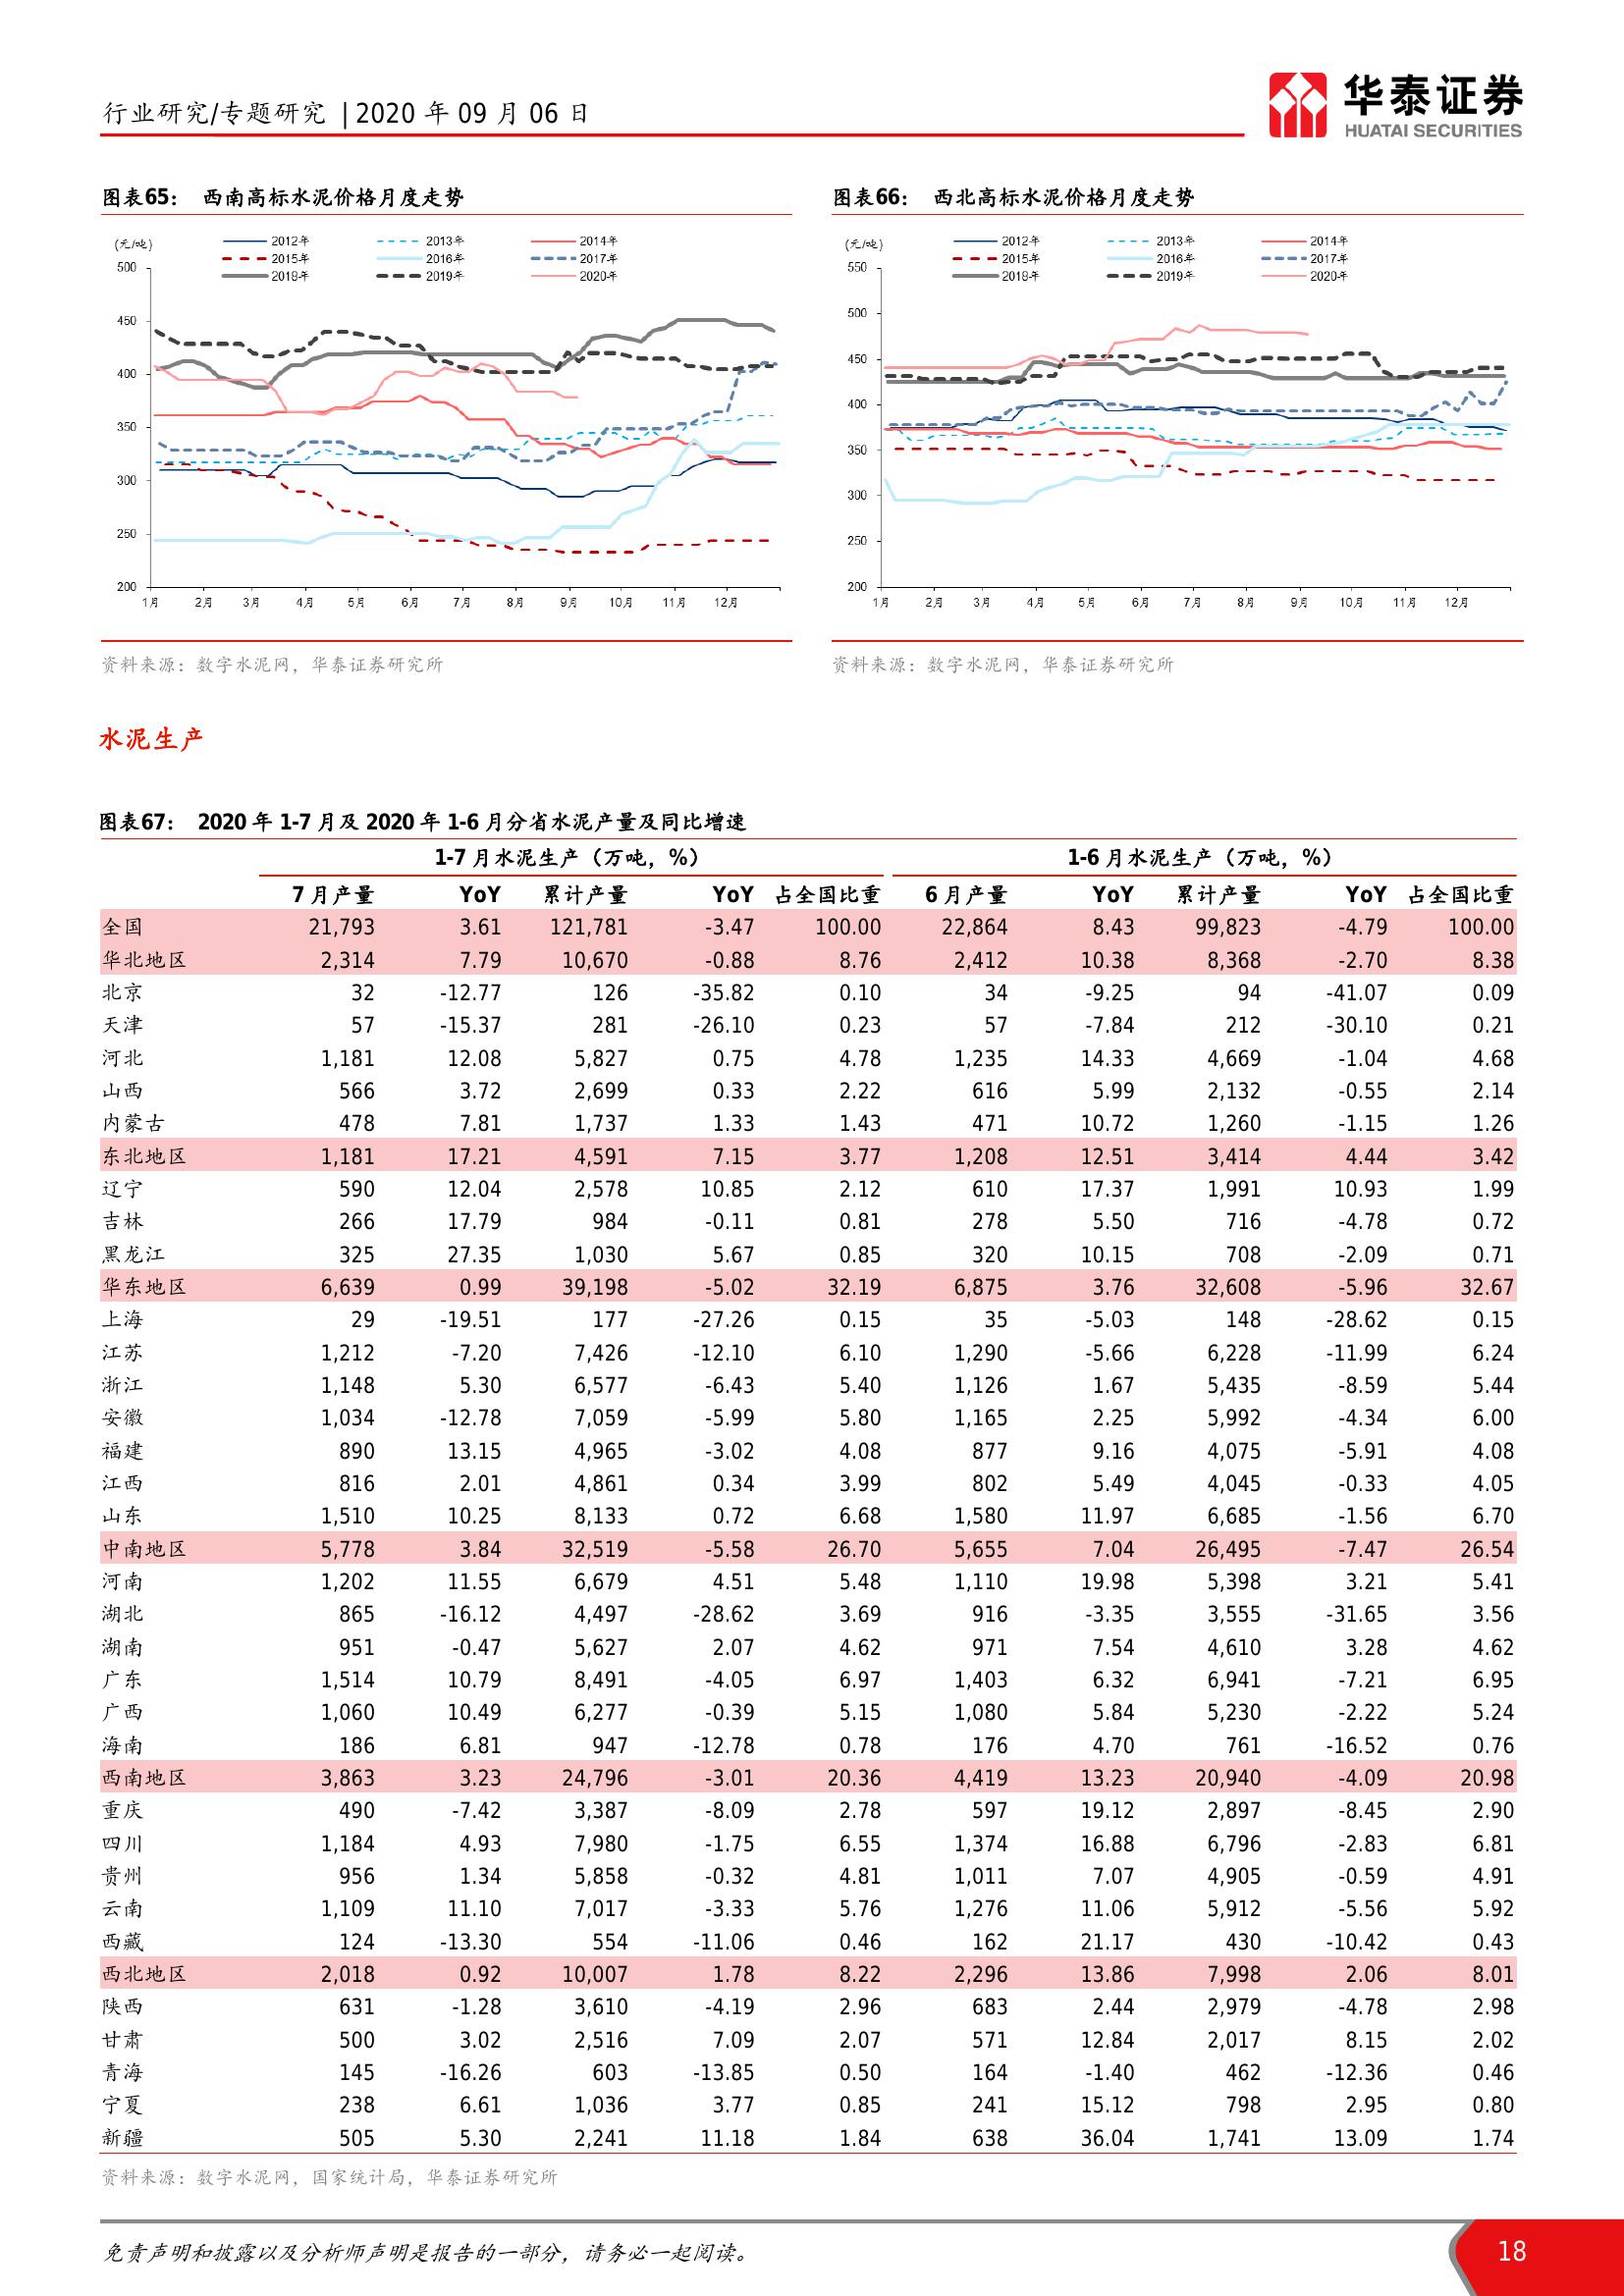 行业研究/专题研究 | 2020 年 09 月 06 日
华泰证券
HUATAI SECURITIES
图表65： 西南高标水泥价格月度走势
(元/吨)
2012年 2013年 2014年
2015年 2016年 2017年
2018年 2019年 2020年
500
450
400
350
300
250
200
1月 2月 3月 4月 5月 6月 7月 8月 9月 10月 11月 12月
资料来源：数字水泥网，华泰证券研究所
图表66： 西北高标水泥价格月度走势
(元/吨)
2012年 2013年 2014年
2015年 2016年 2017年
2018年 2019年 2020年
550
500
450
400
350
300
250
200
1月 2月 3月 4月 5月 6月 7月 8月 9月 10月 11月 12月
资料来源：数字水泥网，华泰证券研究所
水泥生产
图表67： 2020 年 1-7 月及 2020 年 1-6 月分省水泥产量及同比增速
1-7 月水泥生产（万吨，%） 1-6 月水泥生产（万吨，%）
7 月产量 YoY 累计产量 YoY 占全国比重 6 月产量 YoY 累计产量 YoY 占全国比重
全国 21,793 3.61 121,781 -3.47 100.00 22,864 8.43 99,823 -4.79 100.00
华北地区 2,314 7.79 10,670 -0.88 8.76 2,412 10.38 8,368 -2.70 8.38
北京 32 -12.77 126 -35.82 0.10 34 -9.25 94 -41.07 0.09
天津 57 -15.37 281 -26.10 0.23 57 -7.84 212 -30.10 0.21
河北 1,181 12.08 5,827 0.75 4.78 1,235 14.33 4,669 -1.04 4.68
山西 566 3.72 2,699 0.33 2.22 616 5.99 2,132 -0.55 2.14
内蒙古 478 7.81 1,737 1.33 1.43 471 10.72 1,260 -1.15 1.26
东北地区 1,181 17.21 4,591 7.15 3.77 1,208 12.51 3,414 4.44 3.42
辽宁 590 12.04 2,578 10.85 2.12 610 17.37 1,991 10.93 1.99
吉林 266 17.79 984 -0.11 0.81 278 5.50 716 -4.78 0.72
黑龙江 325 27.35 1,030 5.67 0.85 320 10.15 708 -2.09 0.71
华东地区 6,639 0.99 39,198 -5.02 32.19 6,875 3.76 32,608 -5.96 32.67
上海 29 -19.51 177 -27.26 0.15 35 -5.03 148 -28.62 0.15
江苏 1,212 -7.20 7,426 -12.10 6.10 1,290 -5.66 6,228 -11.99 6.24
浙江 1,148 5.30 6,577 -6.43 5.40 1,126 1.67 5,435 -8.59 5.44
安徽 1,034 -12.78 7,059 -5.99 5.80 1,165 2.25 5,992 -4.34 6.00
福建 890 13.15 4,965 -3.02 4.08 877 9.16 4,075 -5.91 4.08
江西 816 2.01 4,861 0.34 3.99 802 5.49 4,045 -0.33 4.05
山东 1,510 10.25 8,133 0.72 6.68 1,580 11.97 6,685 -1.56 6.70
中南地区 5,778 3.84 32,519 -5.58 26.70 5,655 7.04 26,495 -7.47 26.54
河南 1,202 11.55 6,679 4.51 5.48 1,110 19.98 5,398 3.21 5.41
湖北 865 -16.12 4,497 -28.62 3.69 916 -3.35 3,555 -31.65 3.56
湖南 951 -0.47 5,627 2.07 4.62 971 7.54 4,610 3.28 4.62
广东 1,514 10.79 8,491 -4.05 6.97 1,403 6.32 6,941 -7.21 6.95
广西 1,060 10.49 6,277 -0.39 5.15 1,080 5.84 5,230 -2.22 5.24
海南 186 6.81 947 -12.78 0.78 176 4.70 761 -16.52 0.76
西南地区 3,863 3.23 24,796 -3.01 20.36 4,419 13.23 20,940 -4.09 20.98
重庆 490 -7.42 3,387 -8.09 2.78 597 19.12 2,897 -8.45 2.90
四川 1,184 4.93 7,980 -1.75 6.55 1,374 16.88 6,796 -2.83 6.81
贵州 956 1.34 5,858 -0.32 4.81 1,011 7.07 4,905 -0.59 4.91
云南 1,109 11.10 7,017 -3.33 5.76 1,276 11.06 5,912 -5.56 5.92
西藏 124 -13.30 554 -11.06 0.46 162 21.17 430 -10.42 0.43
西北地区 2,018 0.92 10,007 1.78 8.22 2,296 13.86 7,998 2.06 8.01
陕西 631 -1.28 3,610 -4.19 2.96 683 2.44 2,979 -4.78 2.98
甘肃 500 3.02 2,516 7.09 2.07 571 12.84 2,017 8.15 2.02
青海 145 -16.26 603 -13.85 0.50 164 -1.40 462 -12.36 0.46
宁夏 238 6.61 1,036 3.77 0.85 241 15.12 798 2.95 0.80
新疆 505 5.30 2,241 11.18 1.84 638 36.04 1,741 13.09 1.74
资料来源：数字水泥网，国家统计局，华泰证券研究所
免责声明和披露以及分析师声明是报告的一部分，请务必一起阅读。
18